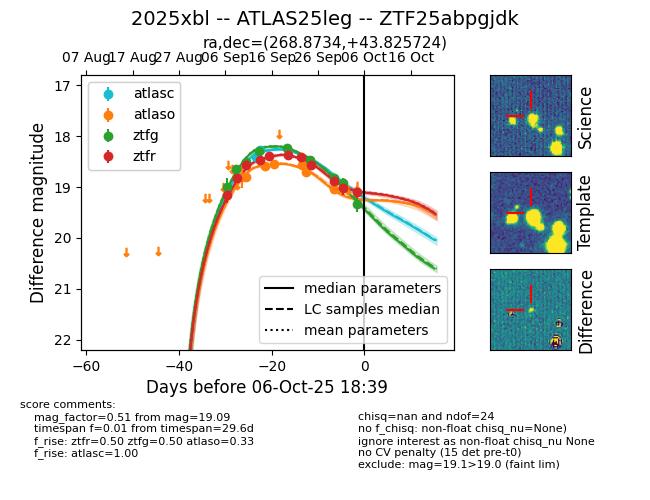 2025xbl -- ATLAS25leg -- ZTF25abpgjdk
ra,dec=(268.8734,+43.825724)
07 Aug 17 Aug 27 Aug 06 Sep 16 Sep 26 Sep 06 Oct 16 Oct
atlasc
atlaso
ztfg
ztfr
17
18
19
20
21
22
Difference magnitude
median parameters
LC samples median
mean parameters
−60 −40 −20 0
Days before 06-Oct-25 18:39
Science
Template
Difference
score comments:
mag_factor=0.51 from mag=19.09
timespan f=0.01 from timespan=29.6d
f_rise: ztfr=0.50 ztfg=0.50 atlaso=0.33
f_rise: atlasc=1.00
chisq=nan and ndof=24
no f_chisq: non-float chisq_nu=None)
ignore interest as non-float chisq_nu None
no CV penalty (15 det pre-t0)
exclude: mag=19.1>19.0 (faint lim)